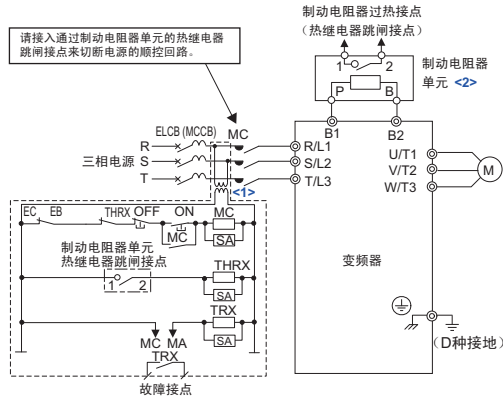 制动电阻器过热接点
（热继电器跳闸接点）
请接入通过制动电阻器单元的热继电器
跳闸接点来切断电源的顺控回路。
1 2
制动电阻器
单元 <2>
P B
ELCB (MCCB) MC
B1 B2
R R/L1 U/T1
三相电源 S S/L2 V/T2 M
T T/L3 W/T3
<1>
EC EB THRX OFF ON MC
MC SA
制动电阻器单元
热继电器跳闸接点
THRX
变频器
1 2
SA
TRX
MC MA SA
TRX
（D种接地）
故障接点